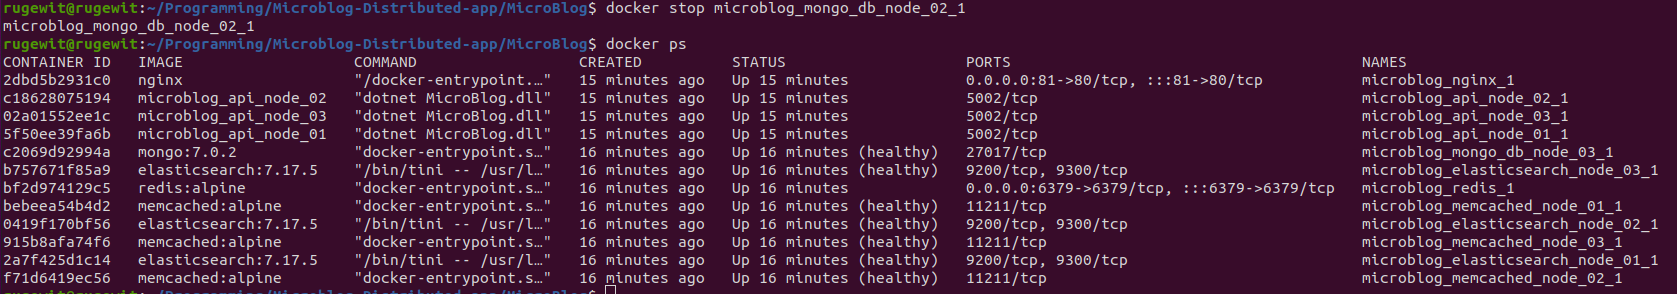 rugewit@rugewit:~/Programming/Microblog-Distributed-app/MicroBlog$ docker stop microblog_mongo_db_node_02_1
microblog_mongo_db_node_02_1
rugewit@rugewit:~/Programming/Microblog-Distributed-app/MicroBlog$ docker ps
CONTAINER ID   IMAGE                   COMMAND                  CREATED          STATUS                    PORTS                                       NAMES
2dbd5b2931c0   nginx                   "/docker-entrypoint.…"   15 minutes ago   Up 15 minutes             0.0.0.0:81->80/tcp, :::81->80/tcp           microblog_nginx_1
c18628075194   microblog_api_node_02   "dotnet MicroBlog.dll"   15 minutes ago   Up 15 minutes             5002/tcp                                    microblog_api_node_02_1
02a01552ee1c   microblog_api_node_03   "dotnet MicroBlog.dll"   15 minutes ago   Up 15 minutes             5002/tcp                                    microblog_api_node_03_1
5f50ee39fa6b   microblog_api_node_01   "dotnet MicroBlog.dll"   15 minutes ago   Up 15 minutes             5002/tcp                                    microblog_api_node_01_1
c2069d92994a   mongo:7.0.2             "docker-entrypoint.s…"   16 minutes ago   Up 16 minutes (healthy)   27017/tcp                                   microblog_mongo_db_node_03_1
b757671f85a9   elasticsearch:7.17.5    "/bin/tini -- /usr/l…"   16 minutes ago   Up 16 minutes (healthy)   9200/tcp, 9300/tcp                          microblog_elasticsearch_node_03_1
bf2d974129c5   redis:alpine            "docker-entrypoint.s…"   16 minutes ago   Up 16 minutes             0.0.0.0:6379->6379/tcp, :::6379->6379/tcp   microblog_redis_1
bebeea54b4d2   memcached:alpine        "docker-entrypoint.s…"   16 minutes ago   Up 16 minutes (healthy)   11211/tcp                                   microblog_memcached_node_01_1
0419f170bf56   elasticsearch:7.17.5    "/bin/tini -- /usr/l…"   16 minutes ago   Up 16 minutes (healthy)   9200/tcp, 9300/tcp                          microblog_elasticsearch_node_02_1
915b8afa74f6   memcached:alpine        "docker-entrypoint.s…"   16 minutes ago   Up 16 minutes (healthy)   11211/tcp                                   microblog_memcached_node_03_1
2a7f425d1c14   elasticsearch:7.17.5    "/bin/tini -- /usr/l…"   16 minutes ago   Up 16 minutes (healthy)   9200/tcp, 9300/tcp                          microblog_elasticsearch_node_01_1
f71d6419ec56   memcached:alpine        "docker-entrypoint.s…"   16 minutes ago   Up 16 minutes (healthy)   11211/tcp                                   microblog_memcached_node_02_1
rugewit@rugewit:~/Programming/Microblog-Distributed-app/MicroBlog$